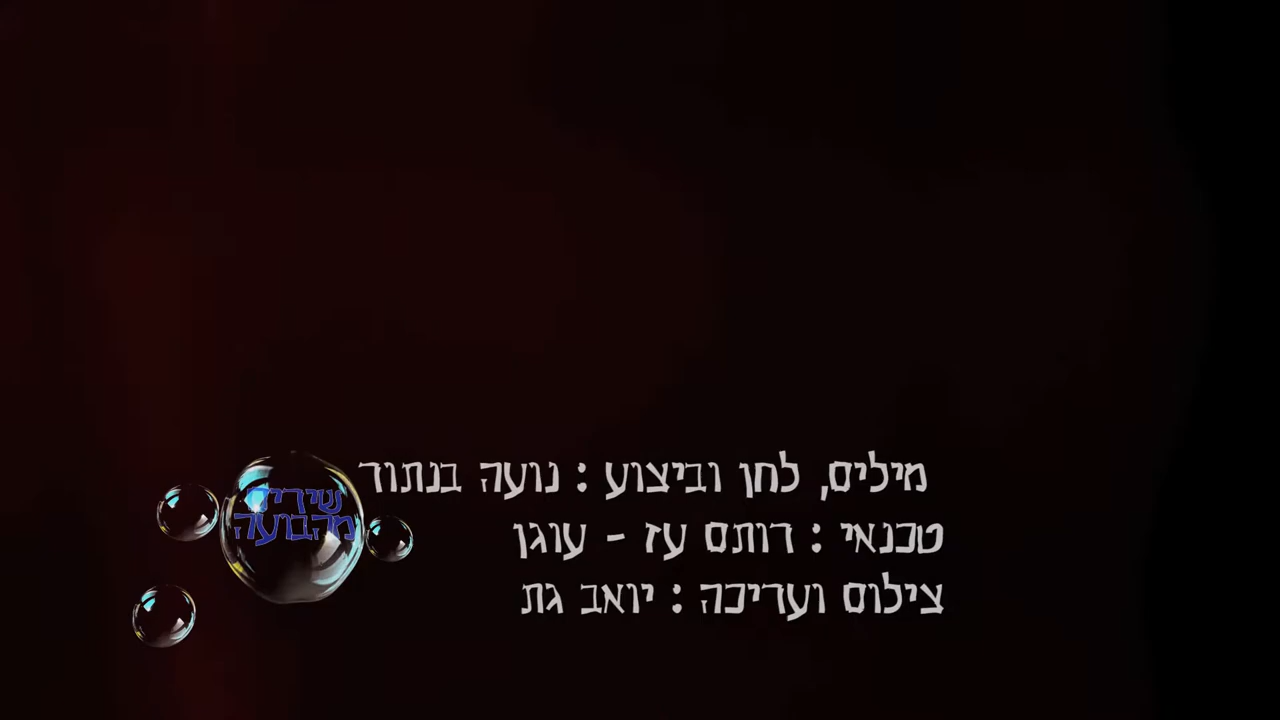 מילים, לחן וביצוע : נועה בנתור
טכנאי : רותם עז - עוגן
צילום ועריכה : יואב גת
שירים
מהבועה